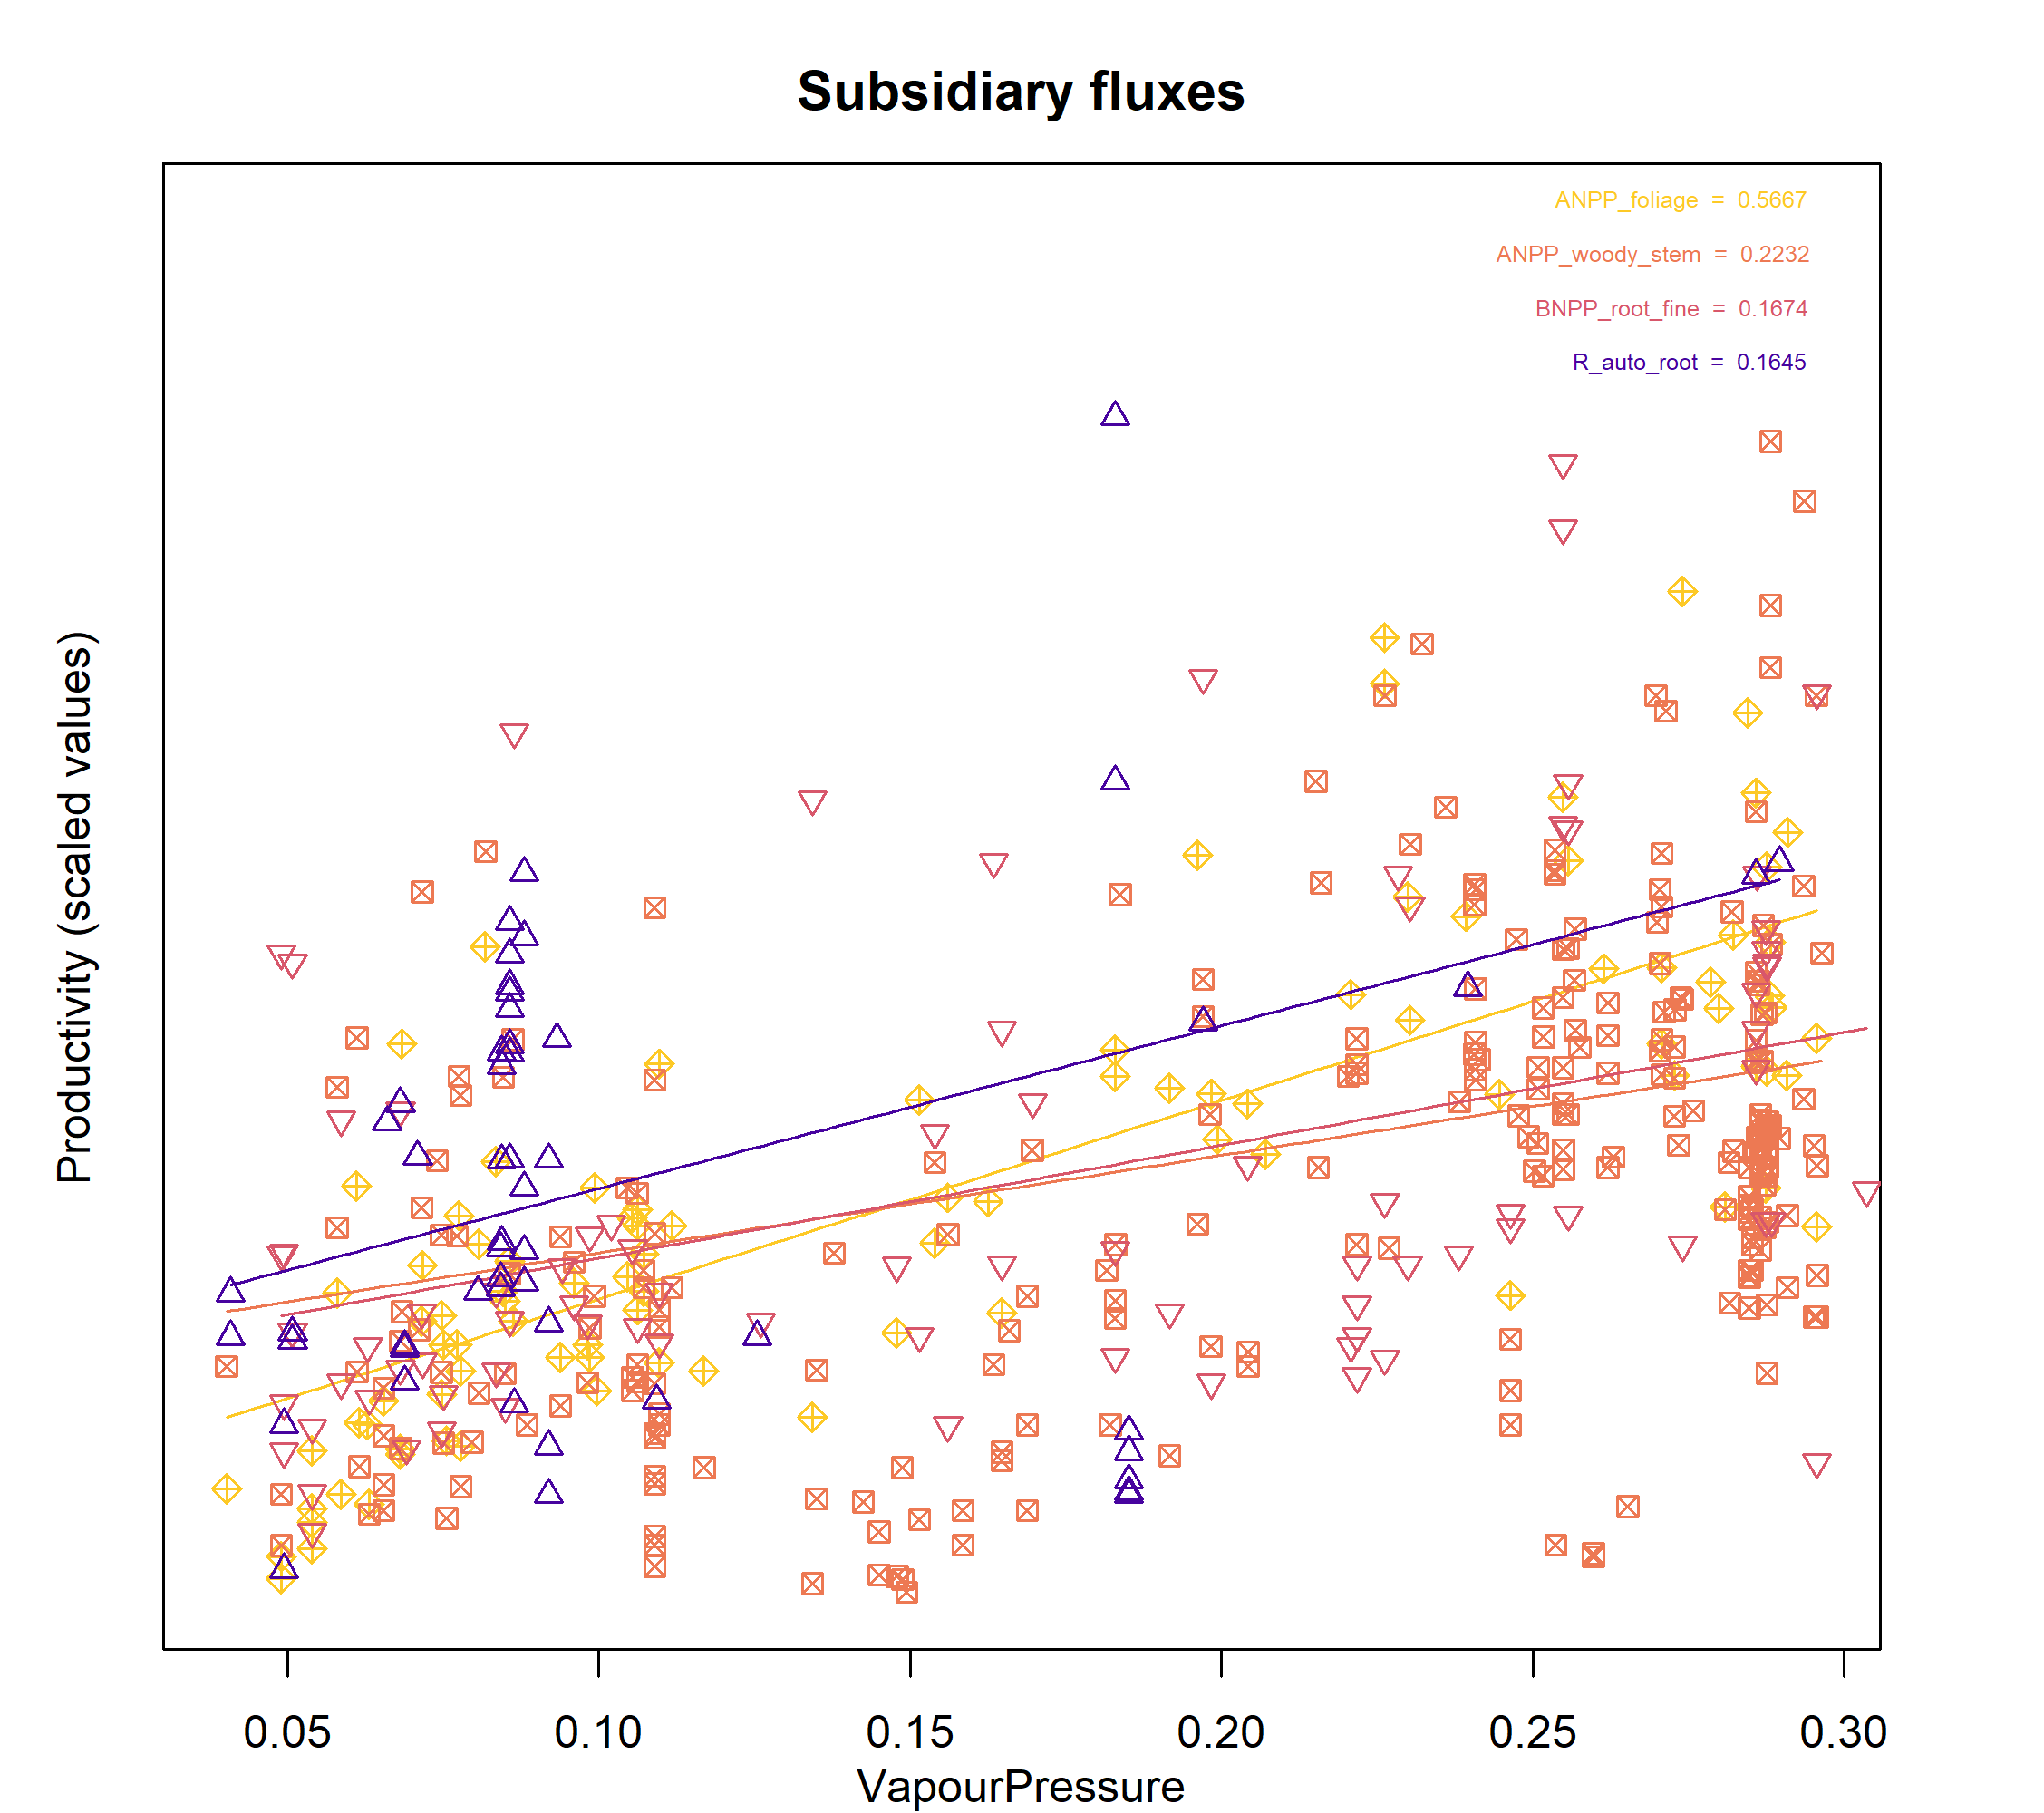 Subsidiary fluxes
ANPP_foliage = 0.5667
ANPP_woody_stem = 0.2232
BNPP_root_fine = 0.1674
R_auto_root = 0.1645
Productivity (scaled values)
0.05 0.10 0.15 0.20 0.25 0.30
VapourPressure